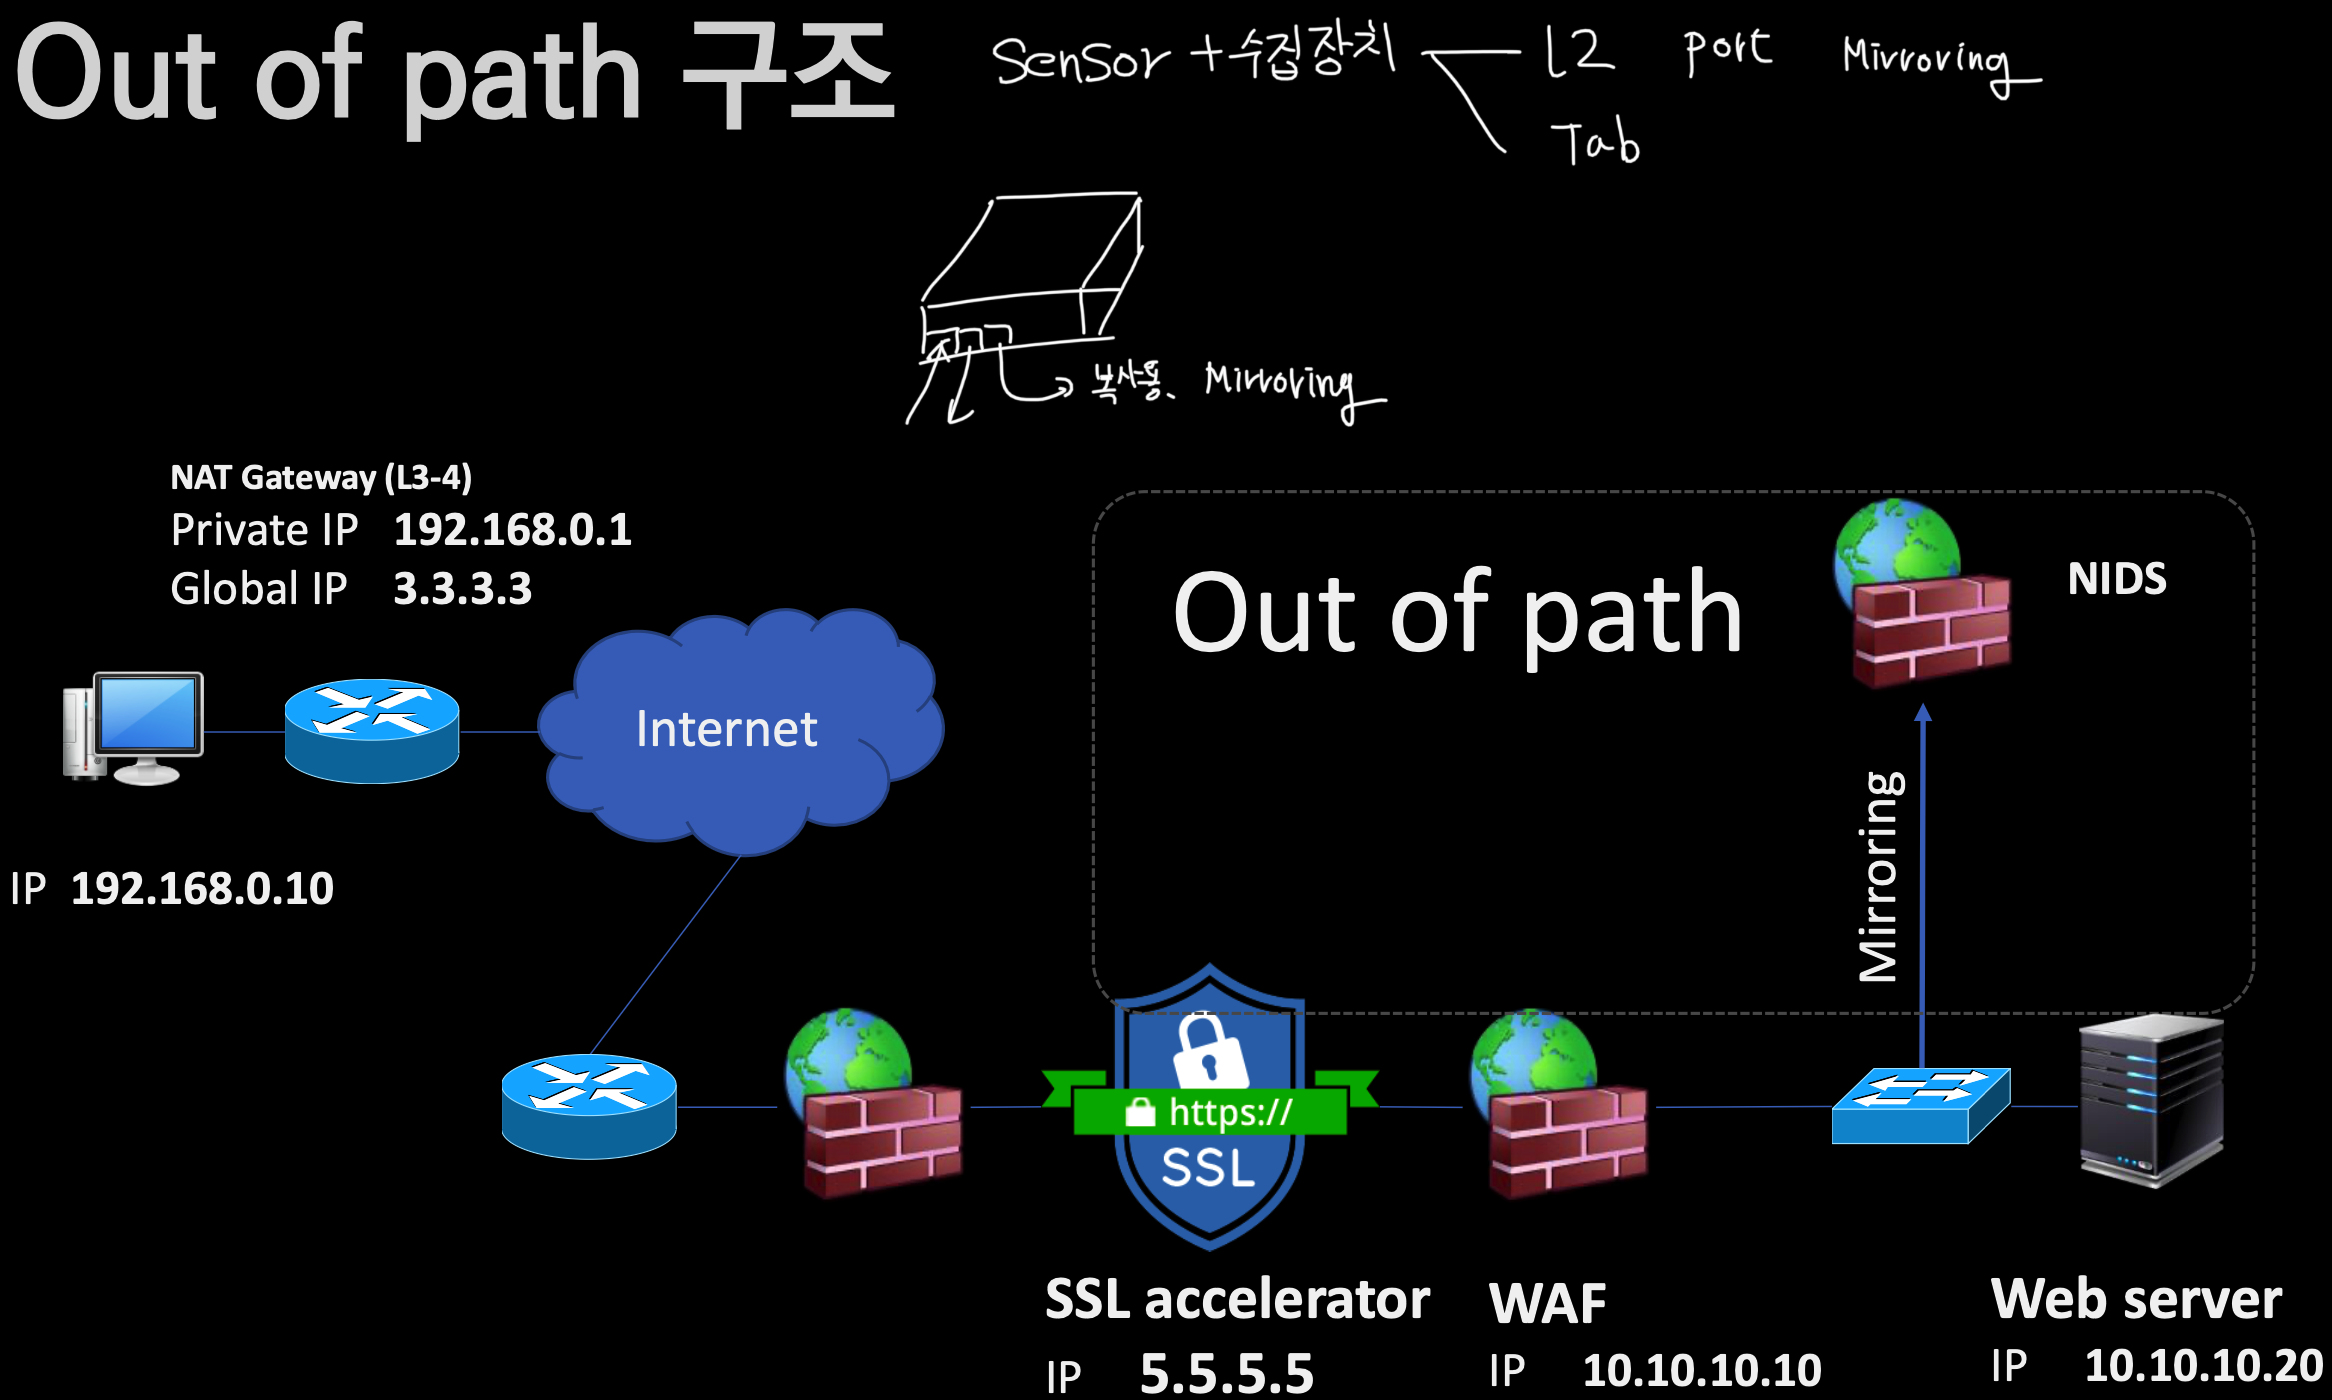 Out of path 구조
Sensor + 수집장치
L2 port Mirroring
Tab
복사용、 Mirroring
NAT Gateway (L3-4)
Private IP 192.168.0.1
Global IP 3.3.3.3
Out of path
NIDS
Internet
Mirroring
IP 192.168.0.10
https://
SSL
SSL accelerator
IP 5.5.5.5
WAF
IP 10.10.10.10
Web server
IP 10.10.10.20